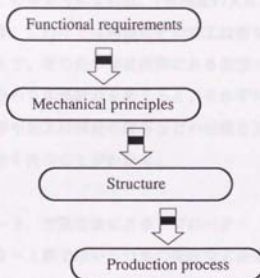 Functional requirements
Mechanical principles
Structure
Production process